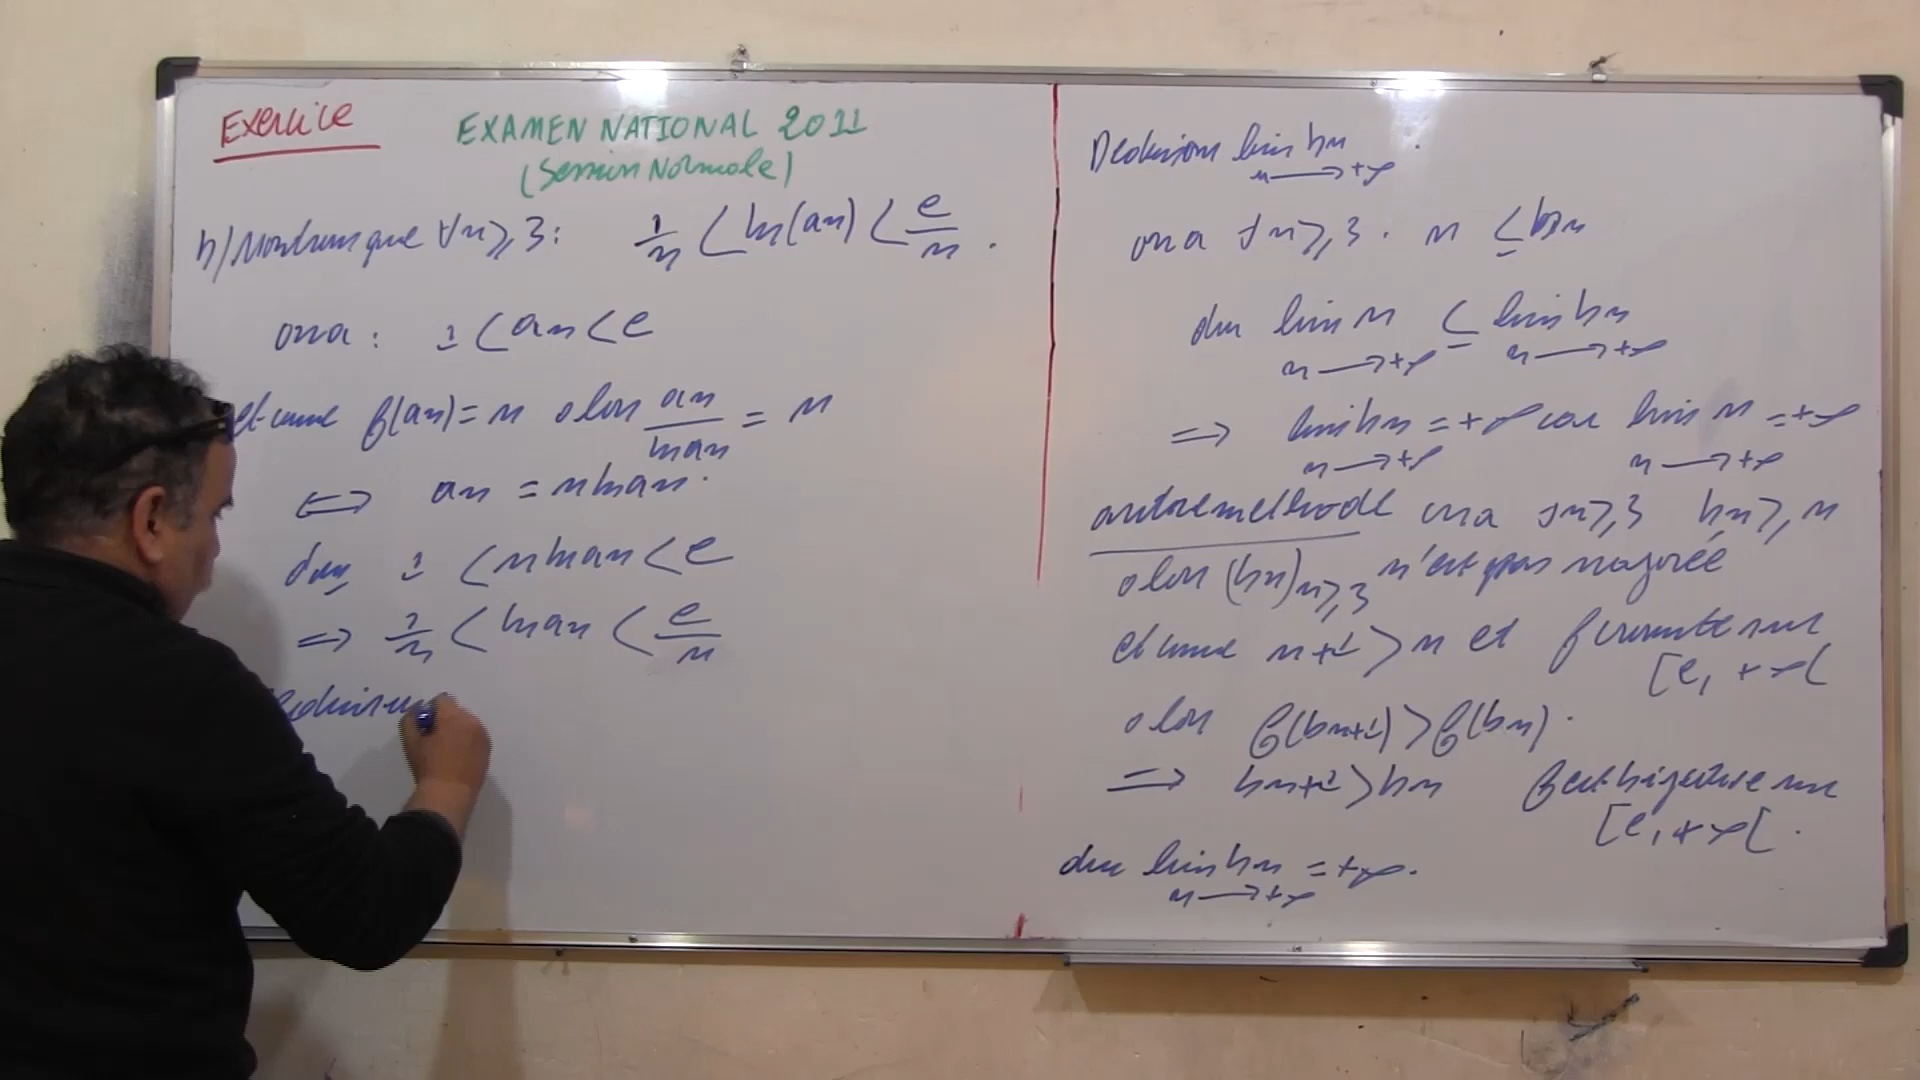 Exercice
EXAMEN NATIONAL 2011
(Session Normale)
b/ Montrons que ∀n≥3: 1/n < ln(an) < e/n.
on a: 1 < an < e
et comme f(an) = n alors an/ln an = n
⟺ an = n ln an.
donc 1 < n ln an < e
⟹ 1/n < ln an < e/n
Déduisons
Déduisons lim bn
n→+∞
on a ∀n≥3. n ≤ bn
donc lim n ≤ lim bn
n→+∞ n→+∞
⟹ lim bn = +∞ car lim n = +∞
n→+∞ n→+∞
autre methode on a ∀n≥3 bn≥n
alors (bn)n≥3 n'est pas majorée
et comme n+1 > n et f croissante sur
[e, +∞[
alors f(bn+1) > f(bn).
⟹ bn+1 > bn f est bijective sur
[e, +∞[.
donc lim bn = +∞.
n→+∞